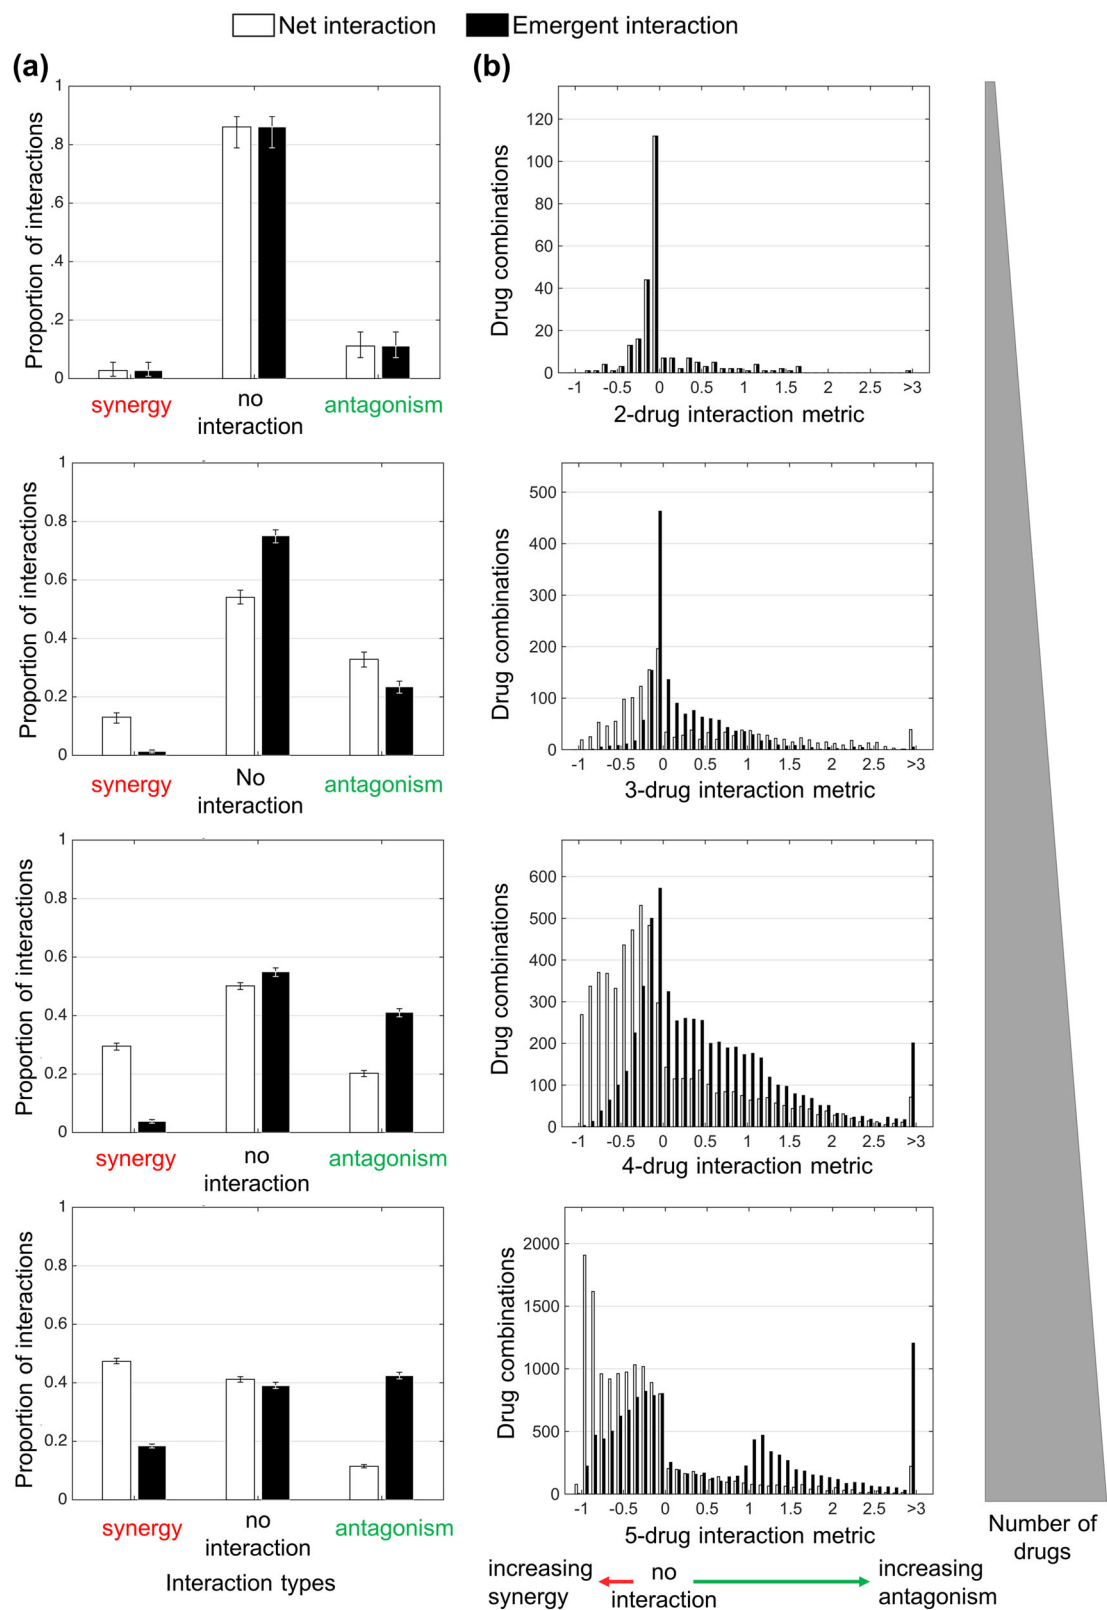 Net interaction Emergent interaction
(a) (b)
1
.8
.6
.4
.2
0
Proportion of interactions
synergy no antagonism
interaction
120
100
80
60
40
20
0
Drug combinations
-1 -0.5 0 0.5 1 1.5 2 2.5 >3
2-drug interaction metric
1
0.8
0.6
0.4
0.2
0
Proportion of interactions
synergy No antagonism
interaction
500
400
300
200
100
0
Drug combinations
-1 -0.5 0 0.5 1 1.5 2 2.5 >3
3-drug interaction metric
1
0.8
0.6
0.4
0.2
0
Proportion of interactions
synergy no antagonism
interaction
600
500
400
300
200
100
0
Drug combinations
-1 -0.5 0 0.5 1 1.5 2 2.5 >3
4-drug interaction metric
1
0.8
0.6
0.4
0.2
0
Proportion of interactions
synergy no antagonism
interaction
Interaction types
2000
1500
1000
500
0
Drug combinations
-1 -0.5 0 0.5 1 1.5 2 2.5 >3
5-drug interaction metric
increasing no increasing
synergy interaction antagonism
Number of
drugs